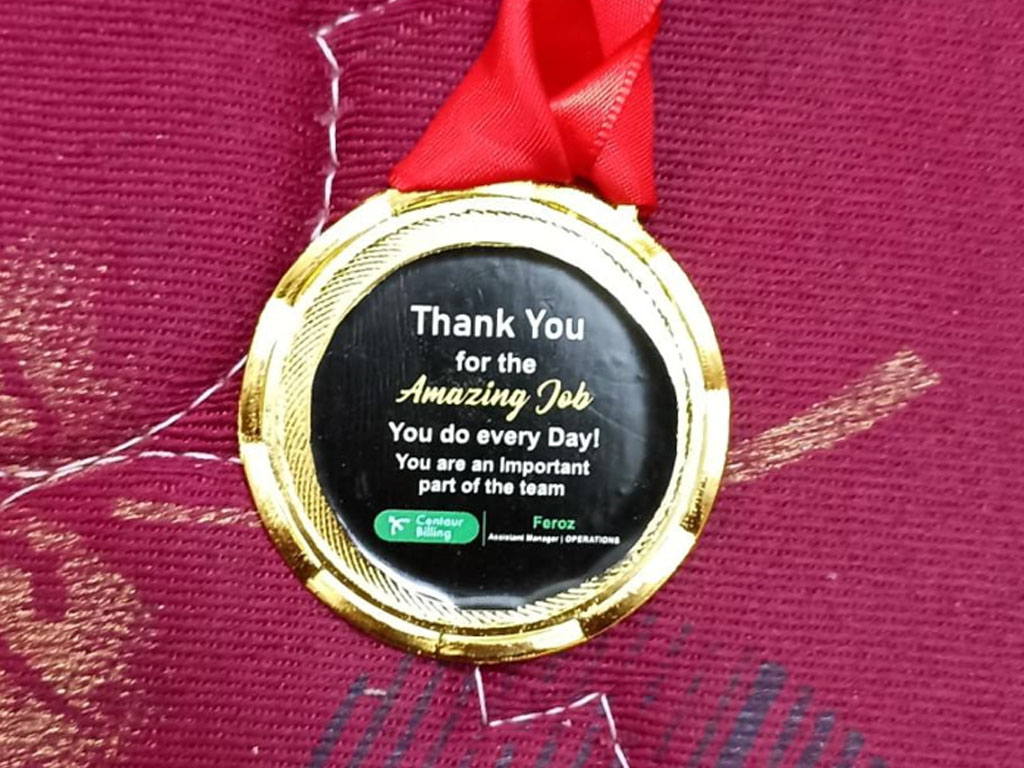 Thank You
for the
Amazing Job
You do every Day!
You are an Important
part of the team
Centaur
Billing
Feroz
Assistant Manager | OPERATIONS